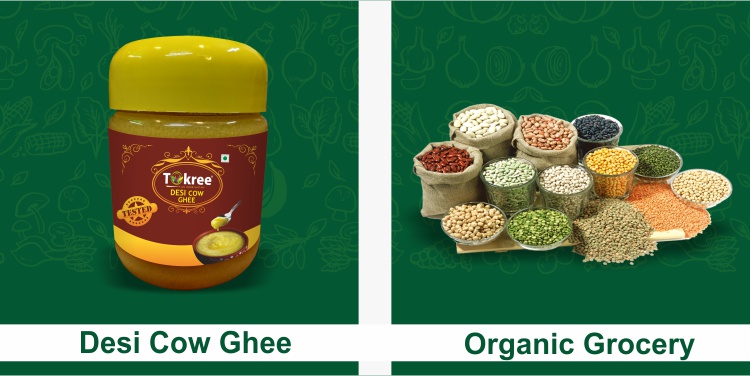 Tokree
DESI COW
GHEE
TESTED
Desi Cow Ghee
Organic Grocery